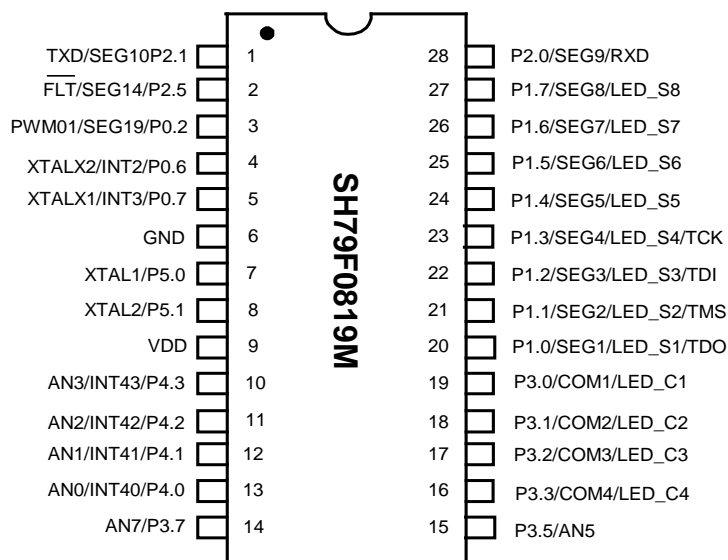 TXD/SEG10P2.1 1 28 P2.0/SEG9/RXD
FLT/SEG14/P2.5 2 27 P1.7/SEG8/LED_S8
PWM01/SEG19/P0.2 3 26 P1.6/SEG7/LED_S7
XTALX2/INT2/P0.6 4 25 P1.5/SEG6/LED_S6
XTALX1/INT3/P0.7 5 24 P1.4/SEG5/LED_S5
GND 6 23 P1.3/SEG4/LED_S4/TCK
XTAL1/P5.0 7 22 P1.2/SEG3/LED_S3/TDI
XTAL2/P5.1 8 21 P1.1/SEG2/LED_S2/TMS
VDD 9 20 P1.0/SEG1/LED_S1/TDO
AN3/INT43/P4.3 10 19 P3.0/COM1/LED_C1
AN2/INT42/P4.2 11 18 P3.1/COM2/LED_C2
AN1/INT41/P4.1 12 17 P3.2/COM3/LED_C3
AN0/INT40/P4.0 13 16 P3.3/COM4/LED_C4
AN7/P3.7 14 15 P3.5/AN5
SH79F0819M